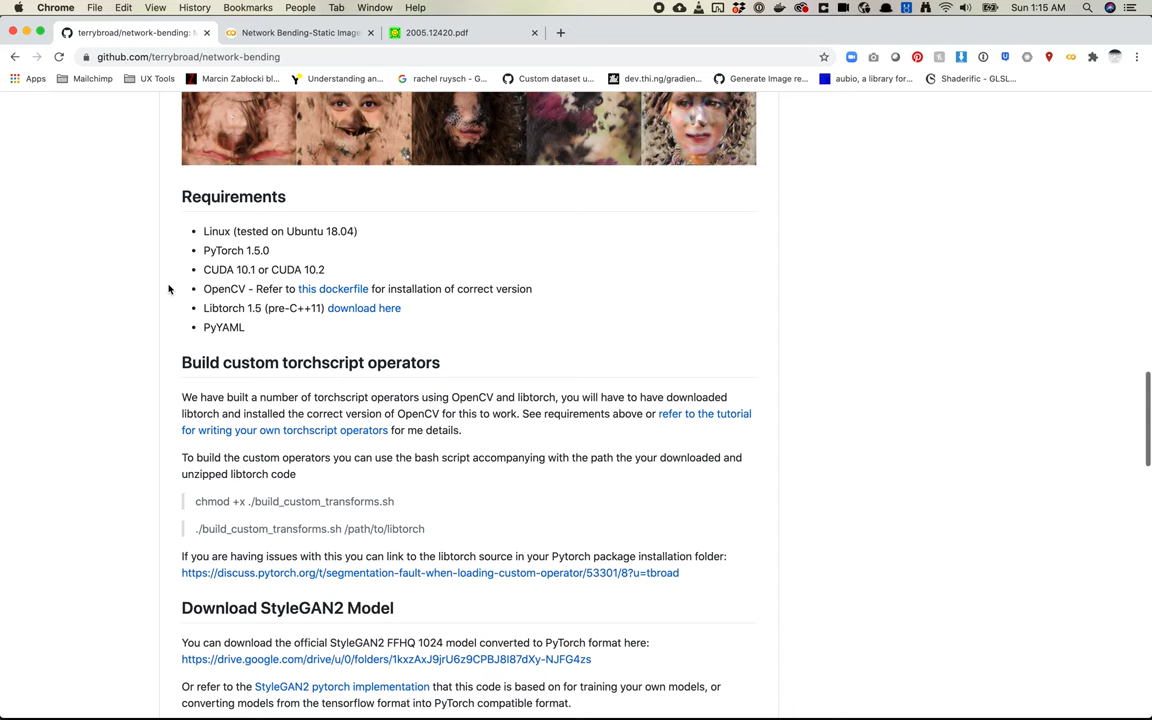 Chrome File Edit View History Bookmarks People Tab Window Help Sun 1:15 AM
terrybroad/network-bending: M Network Bending-Static Image 2005.12420.pdf
github.com/terrybroad/network-bending
Apps Mailchimp UX Tools Marcin Zabłocki bl... Understanding an... rachel ruysch - G... Custom dataset u... dev.thi.ng/gradien... Generate Image re... aubio, a library for... Shaderific - GLSL...
Requirements
• Linux (tested on Ubuntu 18.04)
• PyTorch 1.5.0
• CUDA 10.1 or CUDA 10.2
• OpenCV - Refer to this dockerfile for installation of correct version
• Libtorch 1.5 (pre-C++11) download here
• PyYAML
Build custom torchscript operators
We have built a number of torchscript operators using OpenCV and libtorch, you will have to have downloaded
libtorch and installed the correct version of OpenCV for this to work. See requirements above or refer to the tutorial
for writing your own torchscript operators for me details.
To build the custom operators you can use the bash script accompanying with the path the your downloaded and
unzipped libtorch code
chmod +x ./build_custom_transforms.sh
./build_custom_transforms.sh /path/to/libtorch
If you are having issues with this you can link to the libtorch source in your Pytorch package installation folder:
https://discuss.pytorch.org/t/segmentation-fault-when-loading-custom-operator/53301/8?u=tbroad
Download StyleGAN2 Model
You can download the official StyleGAN2 FFHQ 1024 model converted to PyTorch format here:
https://drive.google.com/drive/u/0/folders/1kxzAxJ9jrU6z9CPBJ8I87dXy-NJFG4zs
Or refer to the StyleGAN2 pytorch implementation that this code is based on for training your own models, or
converting models from the tensorflow format into PyTorch compatible format.